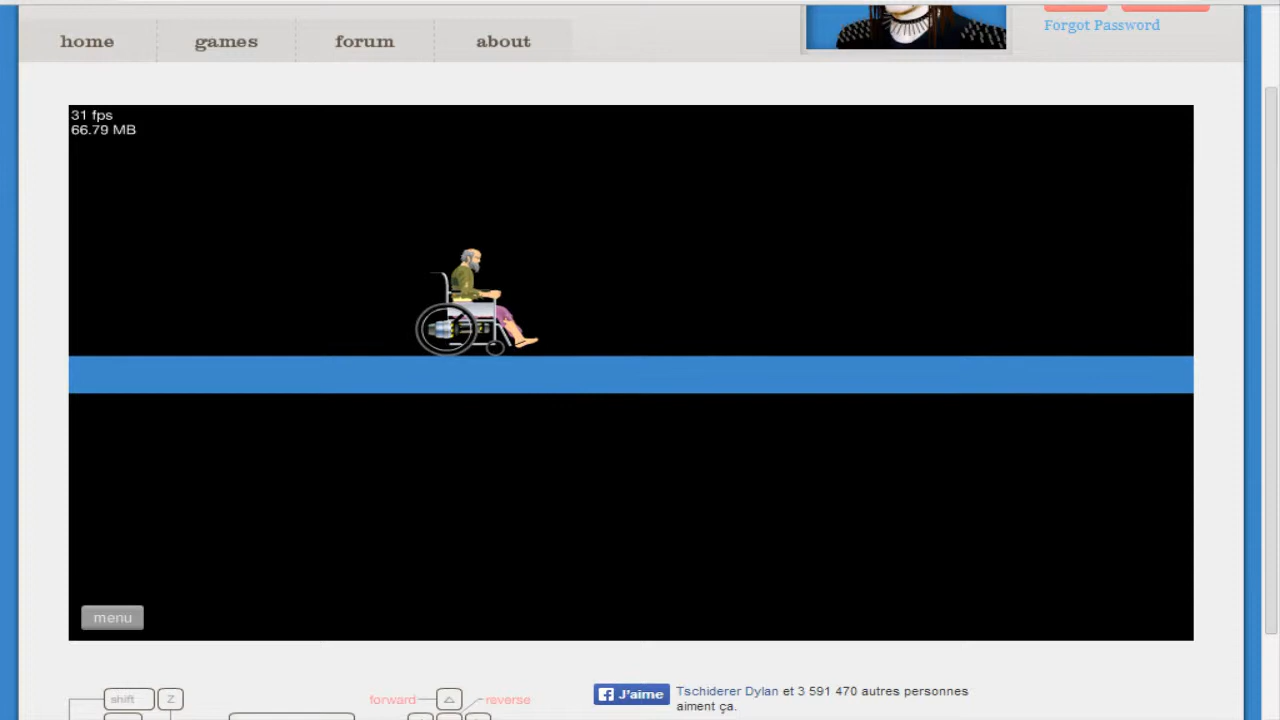 home
games
forum
about
Forgot Password
31 fps
66.79 MB
menu
shift
Z
forward
reverse
J'aime
Tschiderer Dylan et 3 591 470 autres personnes
aiment ça.